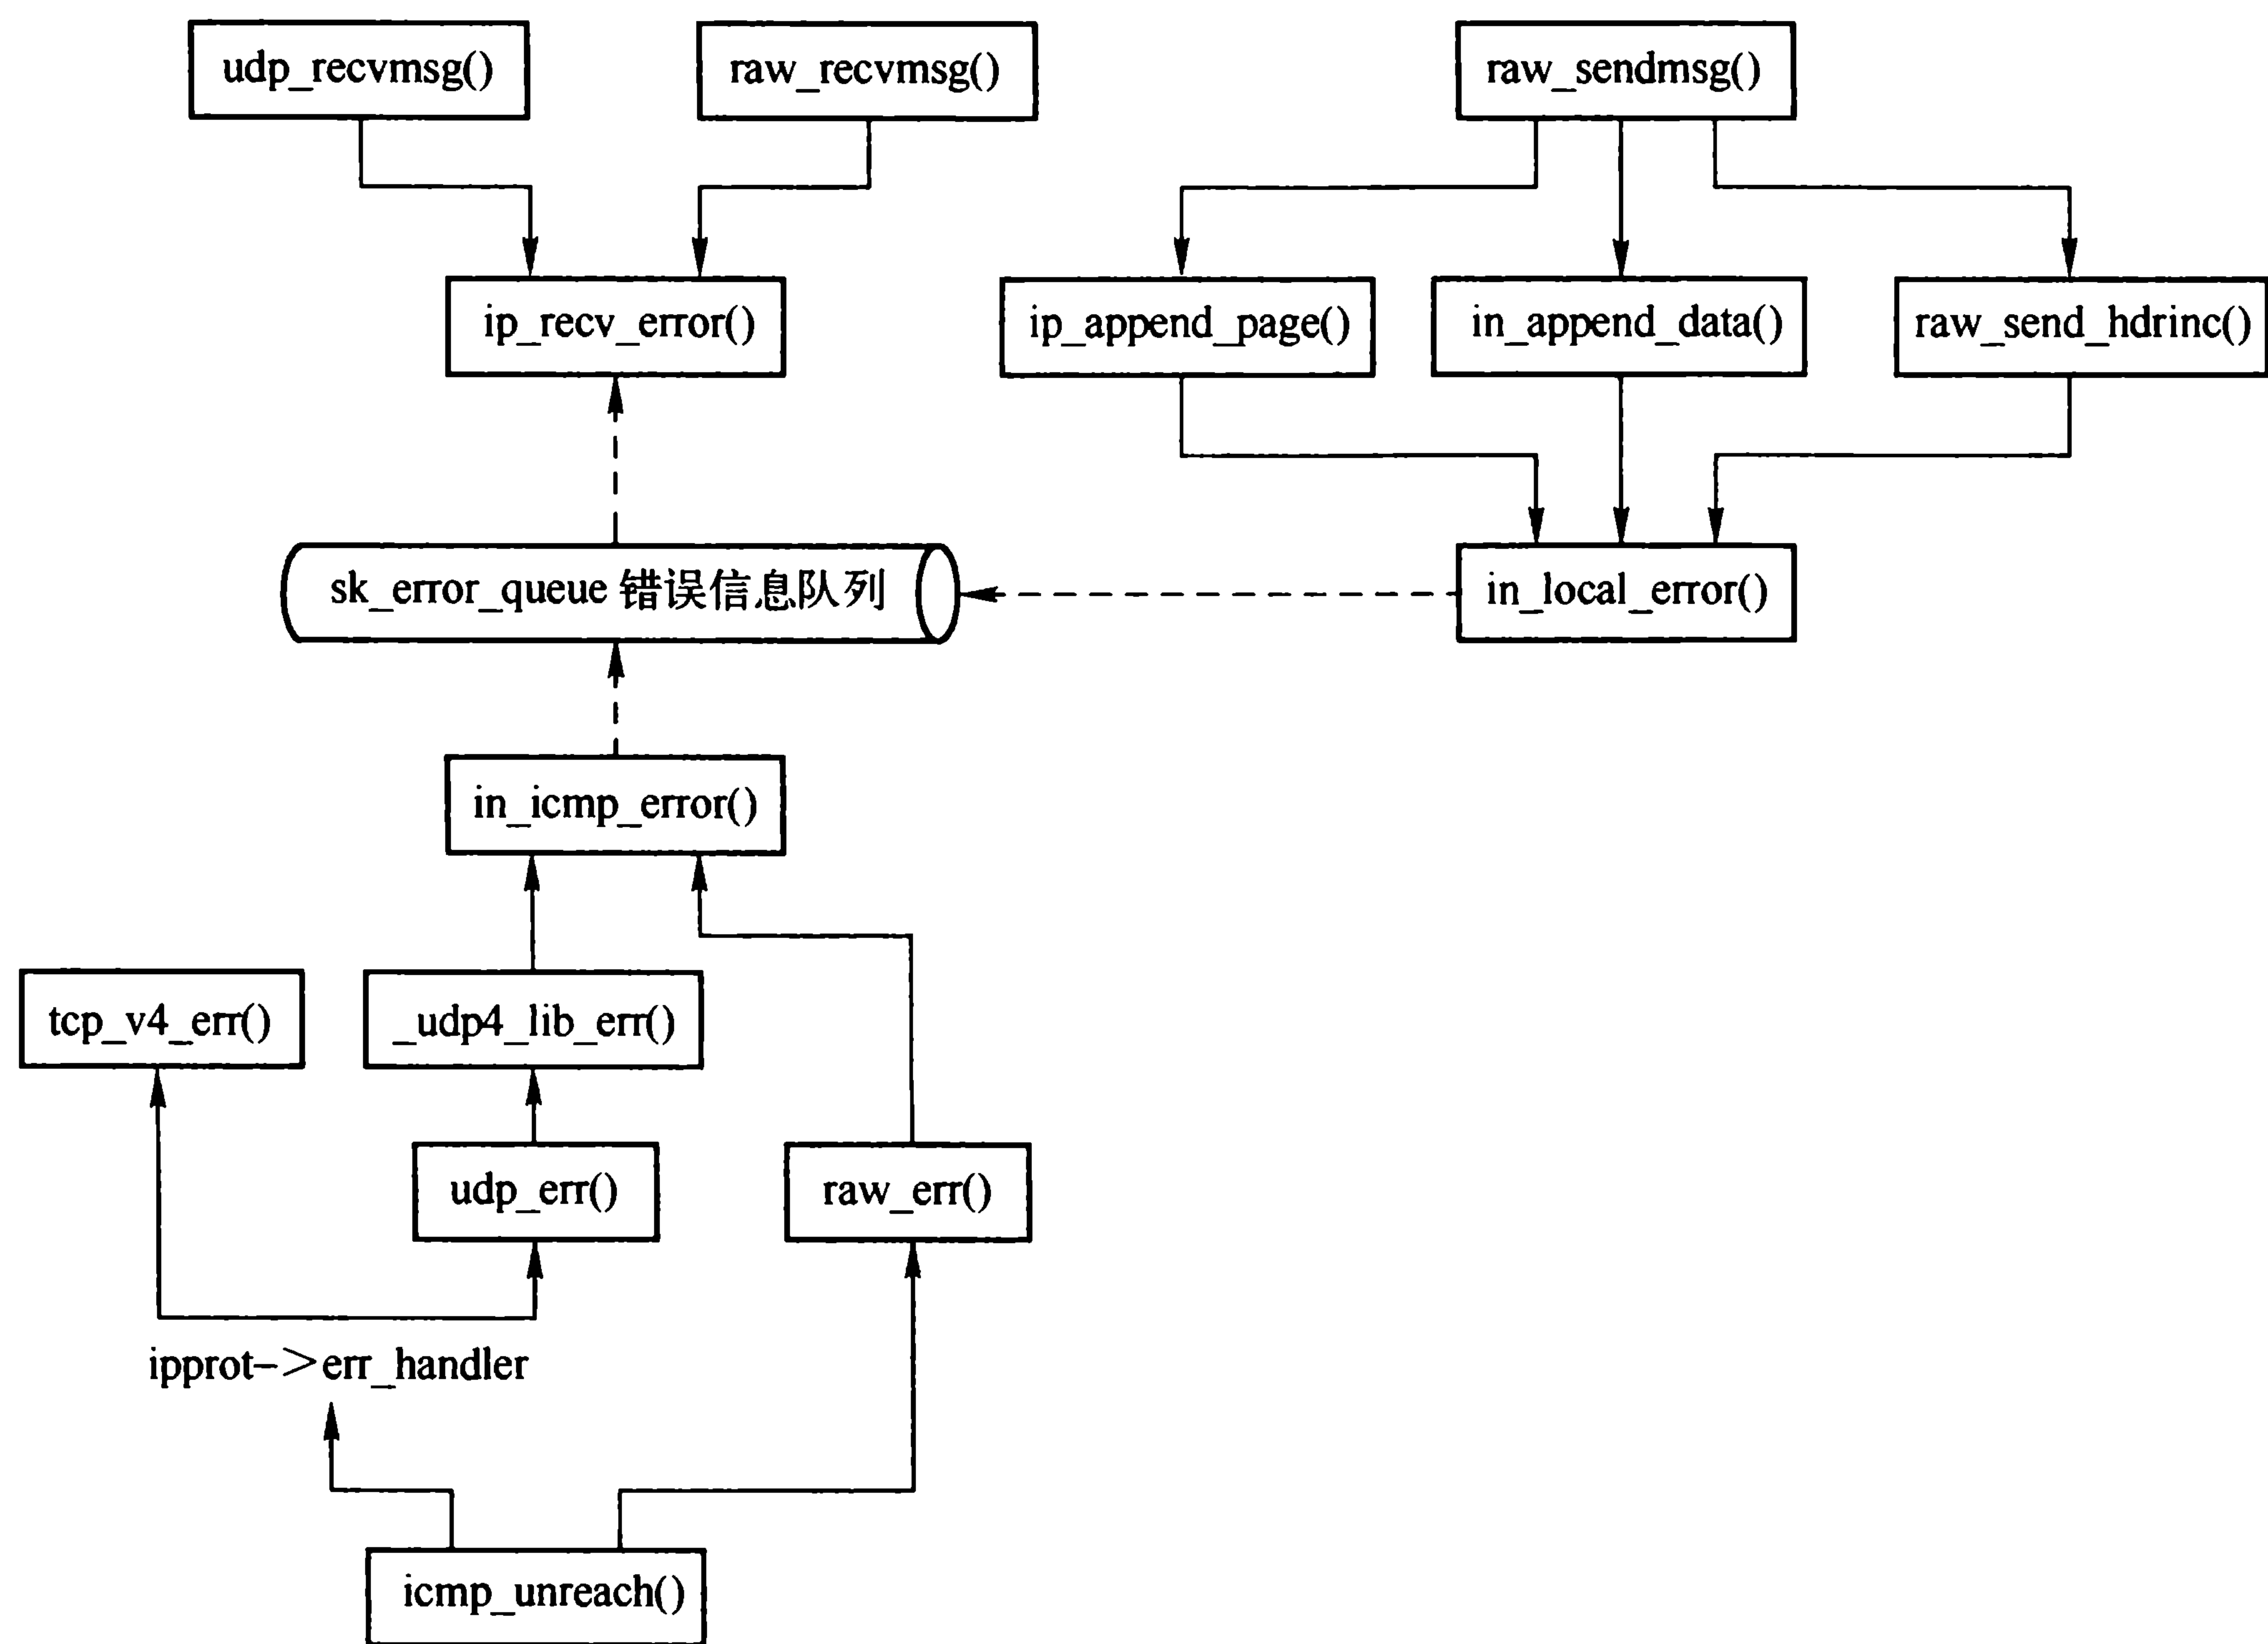 udp_recvmsg()
raw_recvmsg()
raw_sendmsg()
ip_recv_error()
ip_append_page()
in_append_data()
raw_send_hdrinc()
sk_error_queue 错误信息队列
in_local_error()
in_icmp_error()
tcp_v4_err()
_udp4_lib_err()
udp_err()
raw_err()
ipprot->err_handler
icmp_unreach()